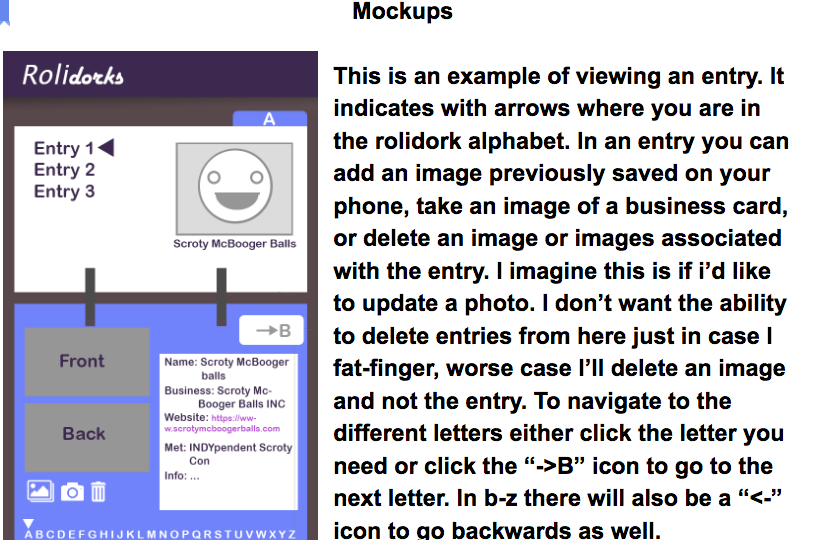 Mockups
Rolidorks
A
Entry 1
Entry 2
Entry 3
Scroty McBooger Balls
→B
Front
Back
Name: Scroty McBooger
balls
Business: Scroty Mc-
Booger Balls INC
Website: https://ww-
w.scrotymcboogerballs.com
Met: INDYpendent Scroty
Con
Info: ...
ABCDEFGHIJKLMNOPQRSTUVWXYZ
This is an example of viewing an entry. It
indicates with arrows where you are in
the rolidork alphabet. In an entry you can
add an image previously saved on your
phone, take an image of a business card,
or delete an image or images associated
with the entry. I imagine this is if i’d like
to update a photo. I don’t want the ability
to delete entries from here just in case I
fat-finger, worse case I’ll delete an image
and not the entry. To navigate to the
different letters either click the letter you
need or click the “->B” icon to go to the
next letter. In b-z there will also be a “<-”
icon to go backwards as well.